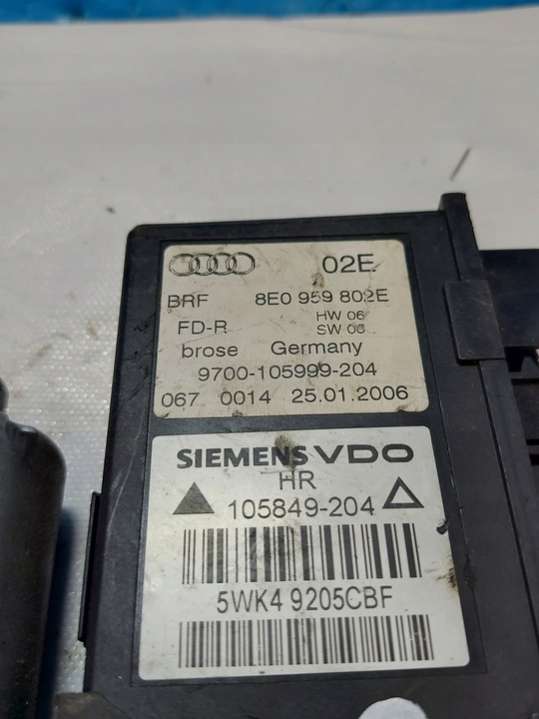 02E
BRF 8E0 959 802E
FD-R HW 06
SW 06
brose Germany
9700-105999-204
067 0014 25.01.2006
SIEMENS VDO
HR
105849-204
5WK4 9205CBF